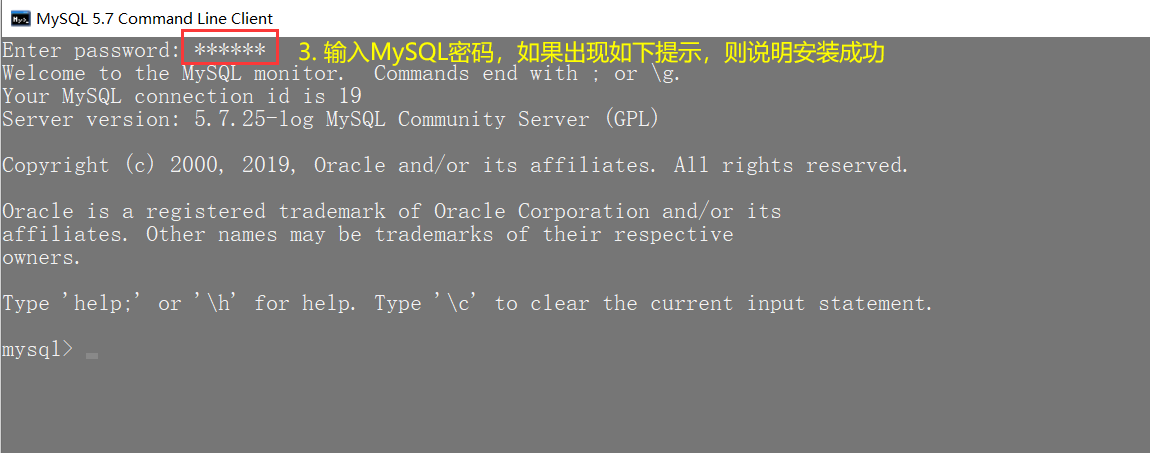 MySQL 5.7 Command Line Client
Enter password: ****** 3. 输入MySQL密码，如果出现如下提示，则说明安装成功
Welcome to the MySQL monitor.  Commands end with ; or \g.
Your MySQL connection id is 19
Server version: 5.7.25-log MySQL Community Server (GPL)
Copyright (c) 2000, 2019, Oracle and/or its affiliates. All rights reserved.
Oracle is a registered trademark of Oracle Corporation and/or its
affiliates. Other names may be trademarks of their respective
owners.
Type 'help;' or '\h' for help. Type '\c' to clear the current input statement.
mysql>